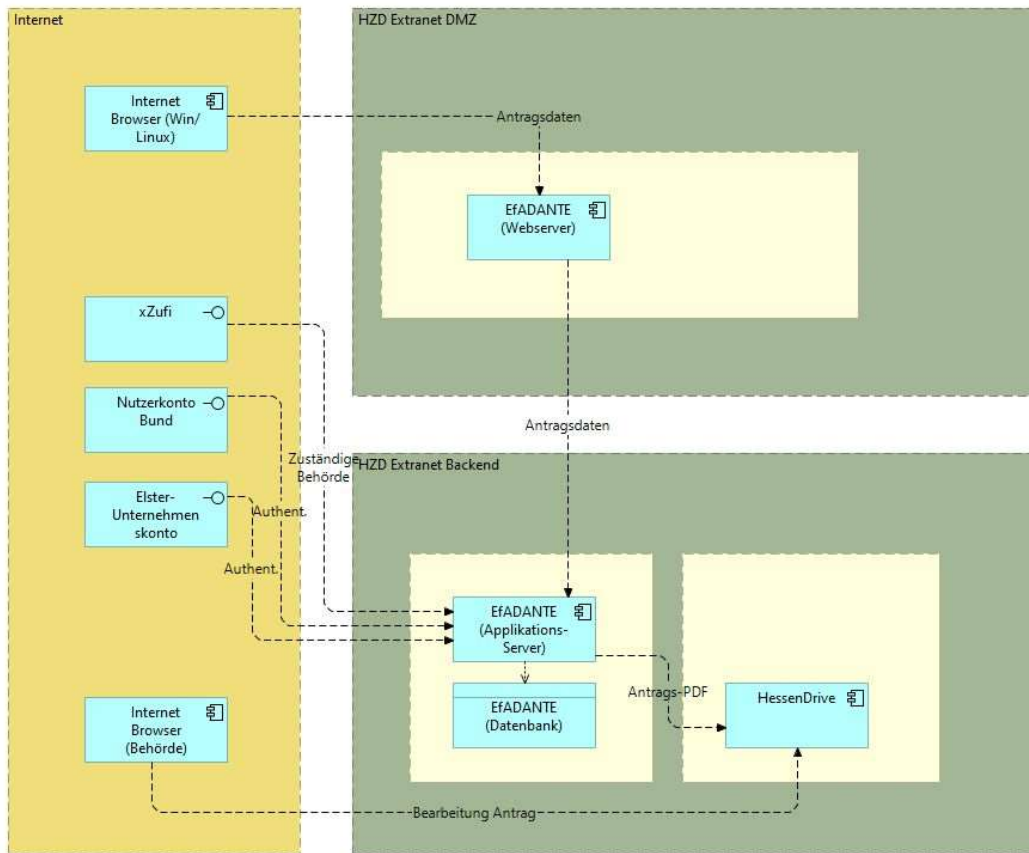 Internet
HZD Extranet DMZ
Internet
Browser (Win/
Linux)
Antragsdaten
EfADANTE
(Webserver)
xZufi
Nutzerkonto
Bund
Antragsdaten
Zuständige
Behörde
HZD Extranet Backend
Elster-
Unternehmen
skonto
Authent.
Authent.
EfADANTE
(Applikations-
Server)
Antrags-PDF
EfADANTE
(Datenbank)
HessenDrive
Internet
Browser
(Behörde)
Bearbeitung Antrag